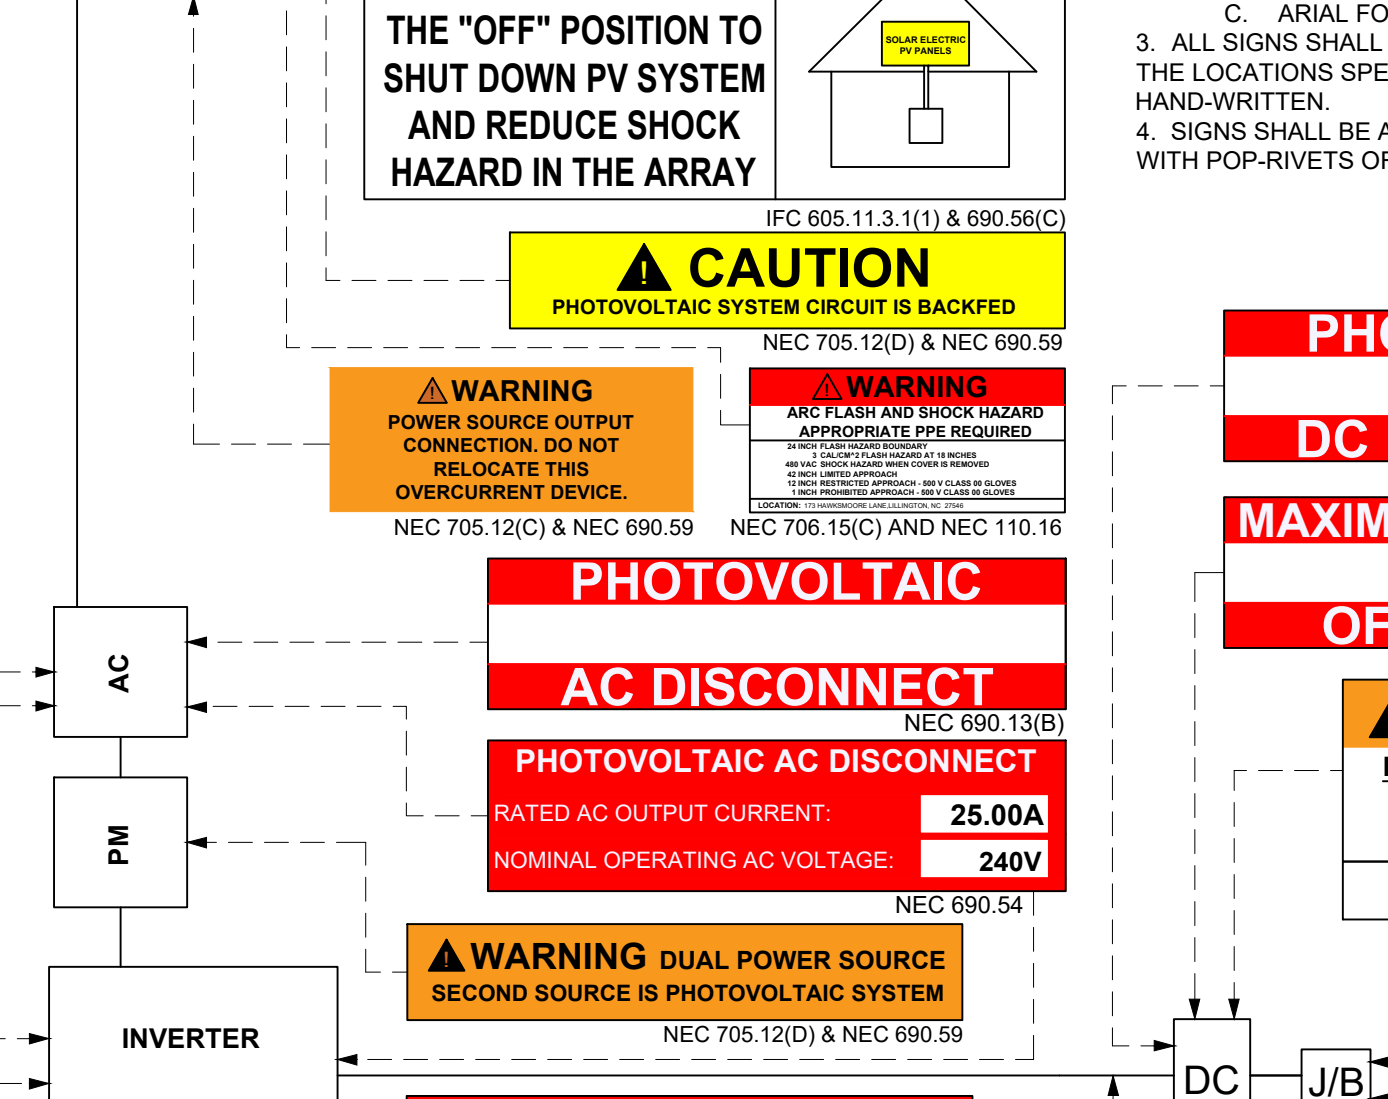 THE "OFF" POSITION TO
SHUT DOWN PV SYSTEM
AND REDUCE SHOCK
HAZARD IN THE ARRAY
SOLAR ELECTRIC
PV PANELS
IFC 605.11.3.1(1) & 690.56(C)
C. ARIAL FO
3. ALL SIGNS SHALL
THE LOCATIONS SPE
HAND-WRITTEN.
4. SIGNS SHALL BE A
WITH POP-RIVETS OR
CAUTION
PHOTOVOLTAIC SYSTEM CIRCUIT IS BACKFED
NEC 705.12(D) & NEC 690.59
WARNING
POWER SOURCE OUTPUT
CONNECTION. DO NOT
RELOCATE THIS
OVERCURRENT DEVICE.
NEC 705.12(C) & NEC 690.59
WARNING
ARC FLASH AND SHOCK HAZARD
APPROPRIATE PPE REQUIRED
24 INCH FLASH HAZARD BOUNDARY
3 CAL/CM^2 FLASH HAZARD AT 18 INCHES
480 VAC SHOCK HAZARD WHEN COVER IS REMOVED
42 INCH LIMITED APPROACH
12 INCH RESTRICTED APPROACH - 500 V CLASS 00 GLOVES
1 INCH PROHIBITED APPROACH - 500 V CLASS 00 GLOVES
LOCATION: 173 HAWKSMOORE LANE,LILLINGTON, NC 27546
NEC 706.15(C) AND NEC 110.16
PHO
DC
MAXIM
OF
PHOTOVOLTAIC
AC DISCONNECT
NEC 690.13(B)
PHOTOVOLTAIC AC DISCONNECT
RATED AC OUTPUT CURRENT: 25.00A
NOMINAL OPERATING AC VOLTAGE: 240V
NEC 690.54
WARNING DUAL POWER SOURCE
SECOND SOURCE IS PHOTOVOLTAIC SYSTEM
NEC 705.12(D) & NEC 690.59
AC
PM
INVERTER
DC
J/B